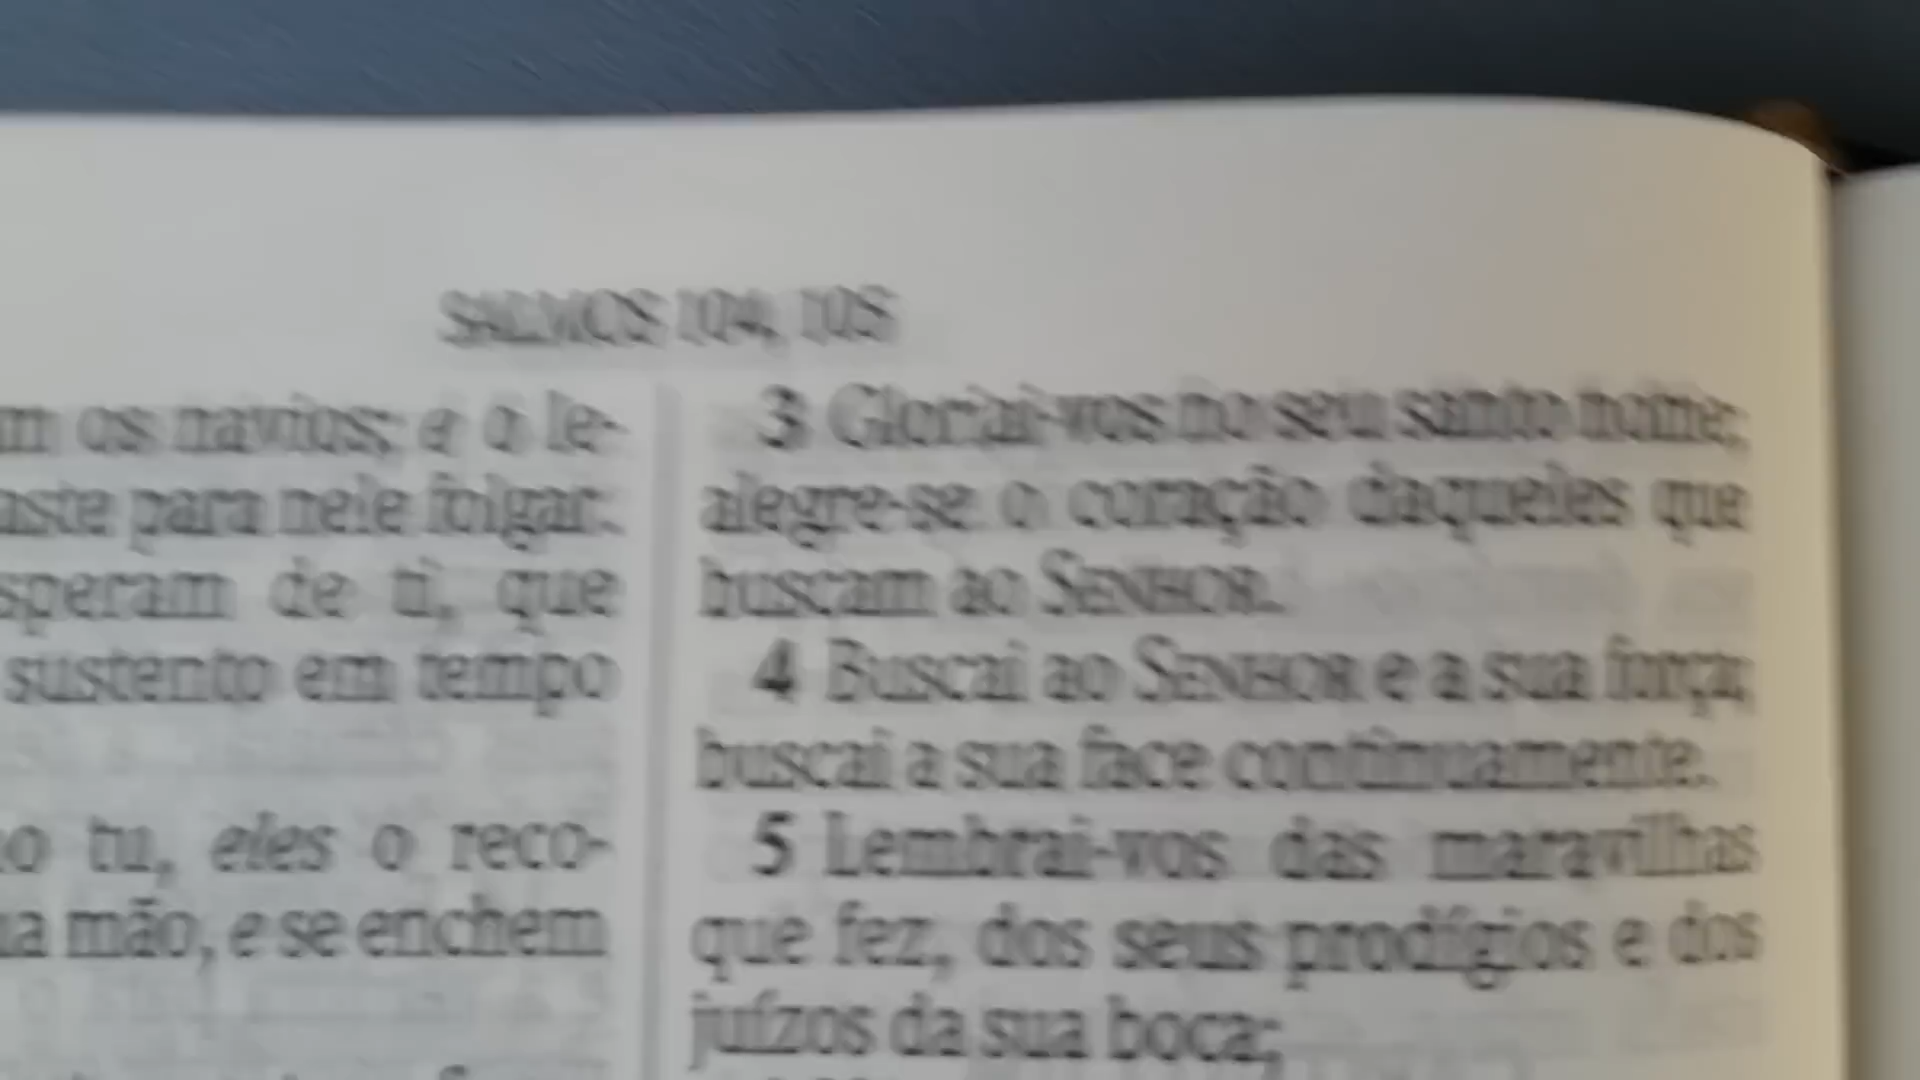 SALMOS 104, 105
m os navios; e o le-
aste para nele folgar.
speram de ti, que
sustento em tempo
o tu, eles o reco-
ua mão, e se enchem
3 Gloriai-vos no seu santo nome;
alegre-se o coração daqueles que
buscam ao SENHOR.
4 Buscai ao SENHOR e a sua força;
buscai a sua face continuamente.
5 Lembrai-vos das maravilhas
que fez, dos seus prodígios e dos
juízos da sua boca;